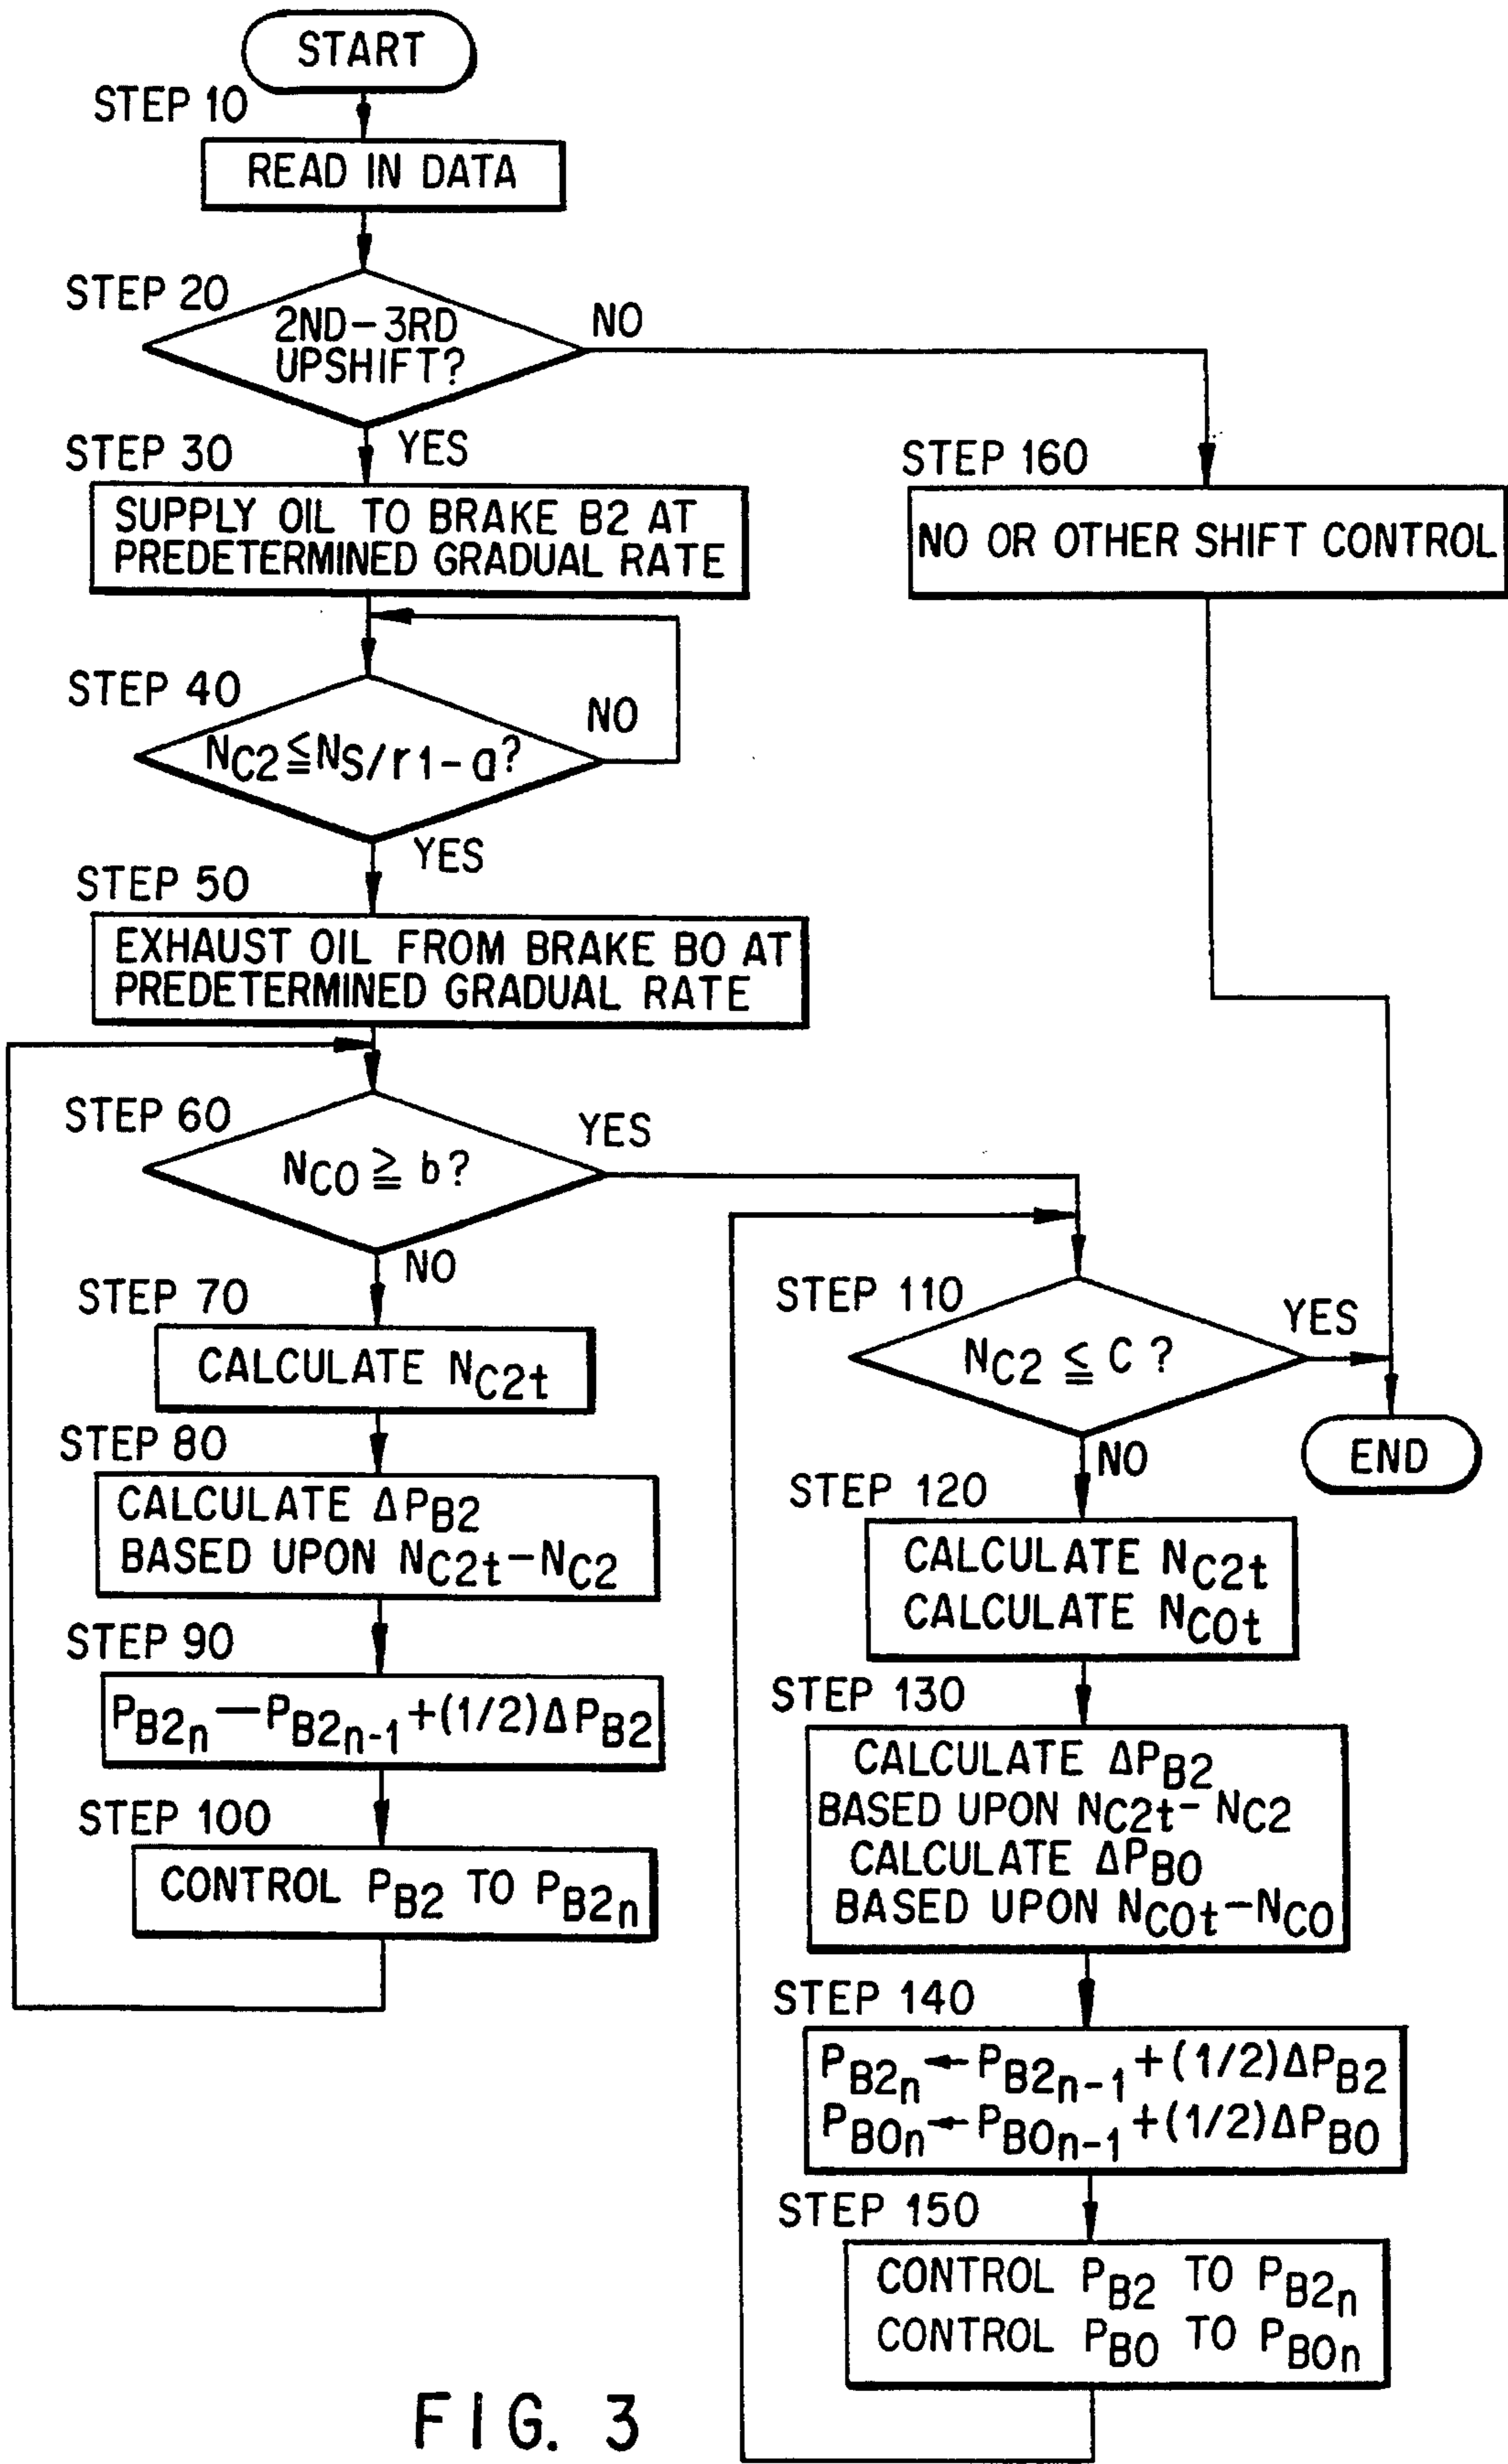 START
STEP 10
READ IN DATA
STEP 20
2ND-3RD
UPSHIFT?
NO
YES
STEP 30
SUPPLY OIL TO BRAKE B2 AT
PREDETERMINED GRADUAL RATE
STEP 160
NO OR OTHER SHIFT CONTROL
STEP 40
NC2≦NS/r1-a?
NO
YES
STEP 50
EXHAUST OIL FROM BRAKE B0 AT
PREDETERMINED GRADUAL RATE
STEP 60
NC0 ≧ b?
YES
NO
STEP 70
CALCULATE NC2t
STEP 80
CALCULATE ΔPB2
BASED UPON NC2t-NC2
STEP 90
PB2n—PB2n-1+(1/2)ΔPB2
STEP 100
CONTROL PB2 TO PB2n
STEP 110
NC2 ≦ C ?
YES
NO
END
STEP 120
CALCULATE NC2t
CALCULATE NC0t
STEP 130
CALCULATE ΔPB2
BASED UPON NC2t-NC2
CALCULATE ΔPB0
BASED UPON NC0t-NC0
STEP 140
PB2n←PB2n-1+(1/2)ΔPB2
PB0n←PB0n-1+(1/2)ΔPB0
STEP 150
CONTROL PB2 TO PB2n
CONTROL PB0 TO PB0n
FIG. 3